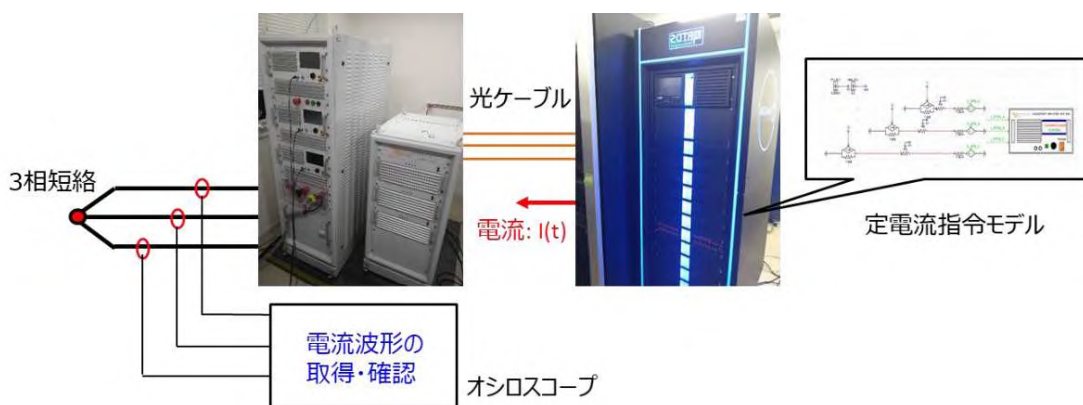 3相短絡
光ケーブル
電流: I(t)
定電流指令モデル
電流波形の
取得・確認
オシロスコープ